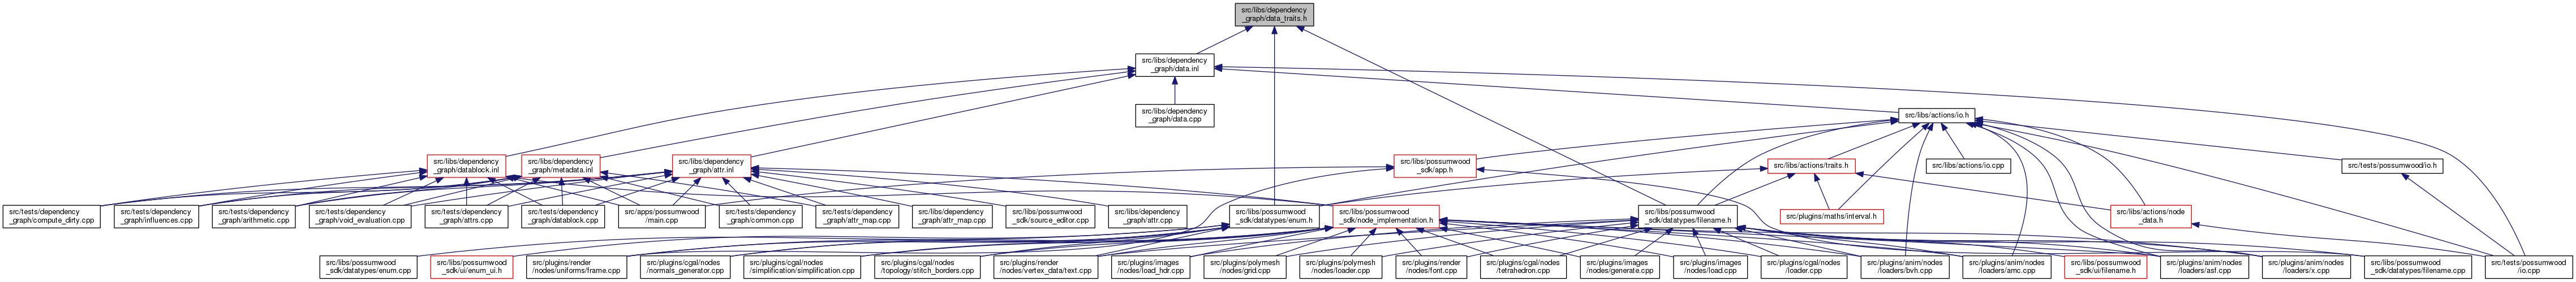 src/libs/dependency
_graph/data_traits.h
src/libs/dependency
_graph/data.inl
src/libs/dependency
_graph/data.cpp
src/libs/actions/io.h
src/libs/dependency
_graph/datablock.inl
src/libs/dependency
_graph/metadata.inl
src/libs/dependency
_graph/attr.inl
src/libs/possumwood
_sdk/app.h
src/libs/actions/traits.h
src/libs/actions/io.cpp
src/tests/possumwood/io.h
src/tests/dependency
_graph/compute_dirty.cpp
src/tests/dependency
_graph/influences.cpp
src/tests/dependency
_graph/arithmetic.cpp
src/tests/dependency
_graph/void_evaluation.cpp
src/tests/dependency
_graph/attrs.cpp
src/tests/dependency
_graph/datablock.cpp
src/apps/possumwood
/main.cpp
src/tests/dependency
_graph/common.cpp
src/tests/dependency
_graph/attr_map.cpp
src/libs/dependency
_graph/attr_map.cpp
src/libs/possumwood
_sdk/source_editor.cpp
src/libs/dependency
_graph/attr.cpp
src/libs/possumwood
_sdk/datatypes/enum.h
src/libs/possumwood
_sdk/node_implementation.h
src/libs/possumwood
_sdk/datatypes/filename.h
src/plugins/maths/interval.h
src/libs/actions/node
_data.h
src/libs/possumwood
_sdk/datatypes/enum.cpp
src/libs/possumwood
_sdk/ui/enum_ui.h
src/plugins/render
/nodes/uniforms/frame.cpp
src/plugins/cgal/nodes
/normals_generator.cpp
src/plugins/cgal/nodes
/simplification/simplification.cpp
src/plugins/cgal/nodes
/topology/stitch_borders.cpp
src/plugins/render
/nodes/vertex_data/text.cpp
src/plugins/images
/nodes/load_hdr.cpp
src/plugins/polymesh
/nodes/grid.cpp
src/plugins/polymesh
/nodes/loader.cpp
src/plugins/render
/nodes/font.cpp
src/plugins/cgal/nodes
/tetrahedron.cpp
src/plugins/images
/nodes/generate.cpp
src/plugins/images
/nodes/load.cpp
src/plugins/cgal/nodes
/loader.cpp
src/plugins/anim/nodes
/loaders/bvh.cpp
src/plugins/anim/nodes
/loaders/amc.cpp
src/libs/possumwood
_sdk/ui/filename.h
src/plugins/anim/nodes
/loaders/asf.cpp
src/plugins/anim/nodes
/loaders/x.cpp
src/libs/possumwood
_sdk/datatypes/filename.cpp
src/tests/possumwood
/io.cpp